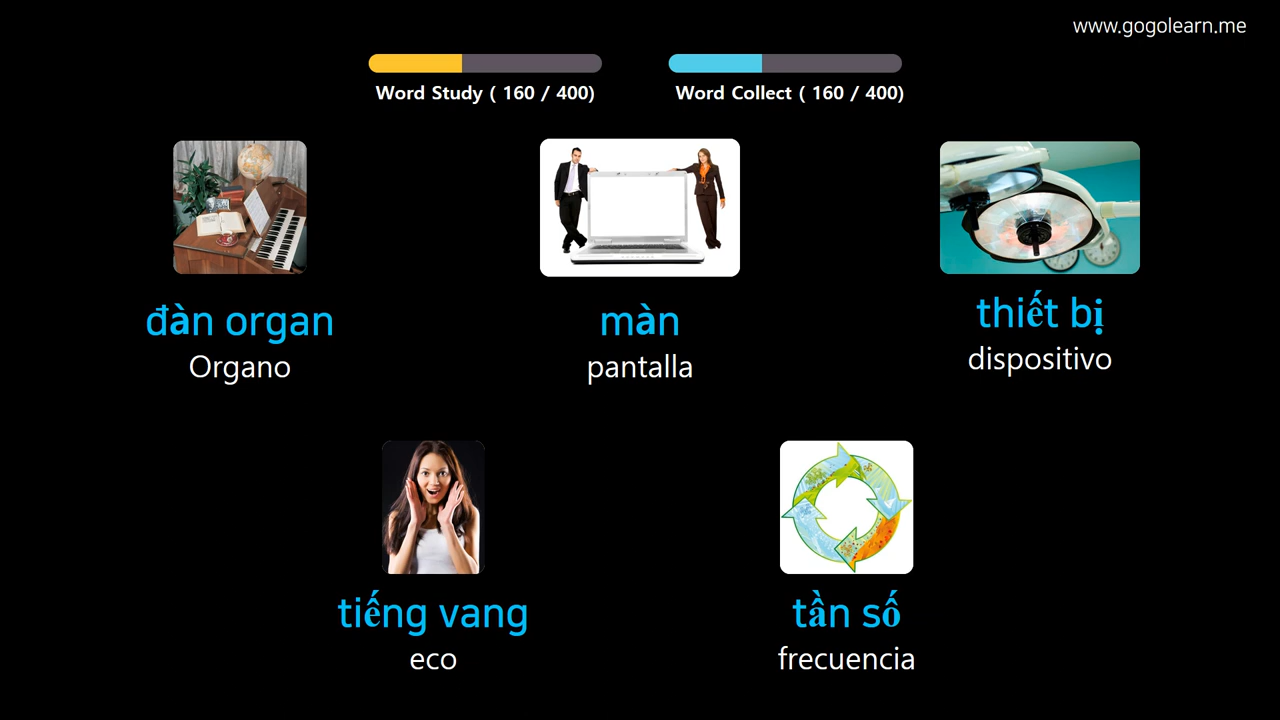 www.gogolearn.me
Word Study ( 160 / 400)
Word Collect ( 160 / 400)
đàn organ
Organo
màn
pantalla
thiết bị
dispositivo
tiếng vang
eco
tần số
frecuencia